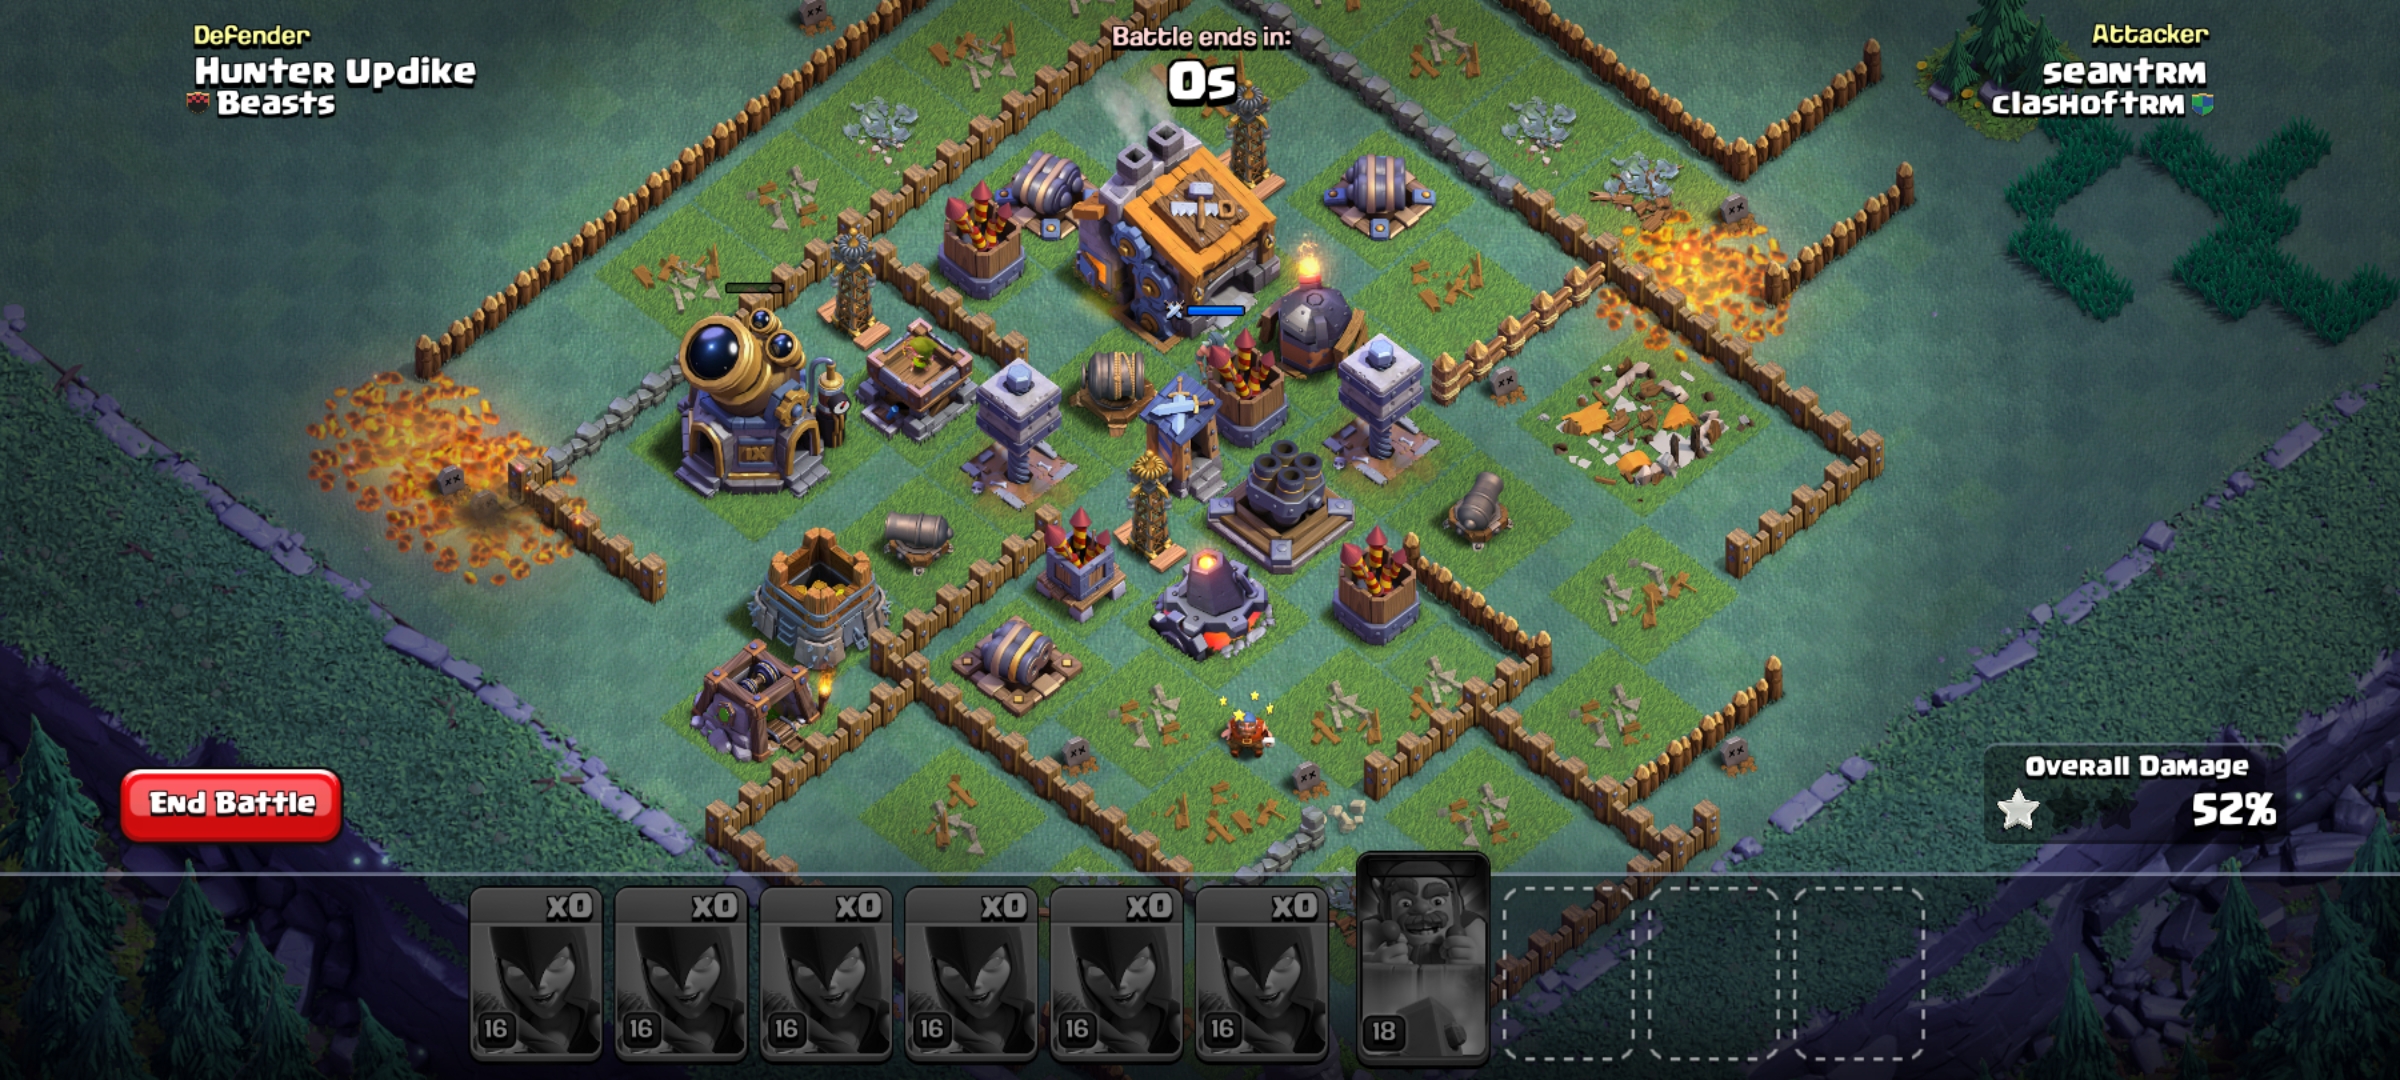 Defender
Hunter Updike
Beasts
Battle ends in:
0s
Attacker
seantRM
clashoftRM
IX
End Battle
Overall Damage
52%
x0
x0
x0
x0
x0
x0
16
16
16
16
16
16
18